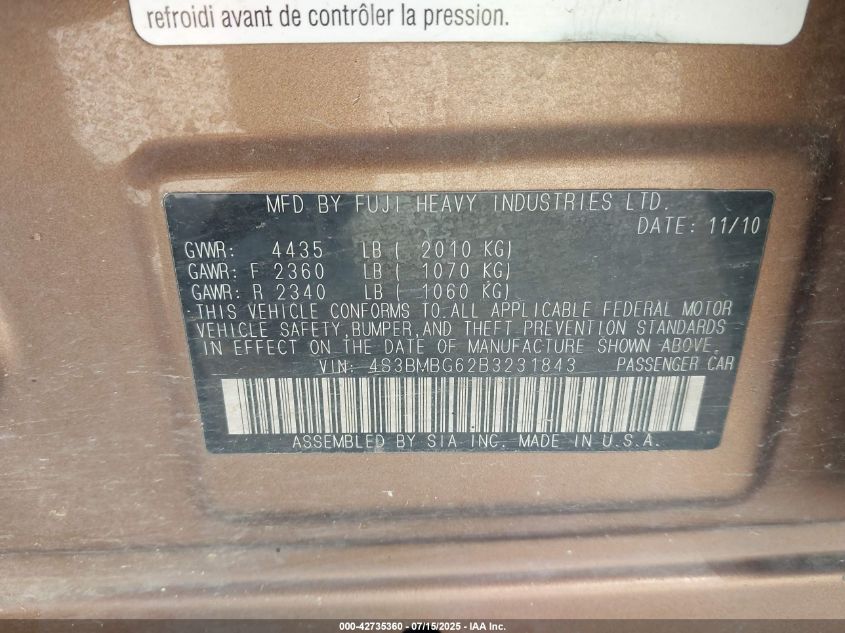 refroidi avant de contrôler la pression.
MFD. BY FUJI HEAVY INDUSTRIES LTD.
DATE: 11/10
GVWR: 4435 LB ( 2010 KG)
GAWR: F 2360 LB ( 1070 KG)
GAWR: R 2340 LB ( 1060 KG)
THIS VEHICLE CONFORMS TO ALL APPLICABLE FEDERAL MOTOR
VEHICLE SAFETY, BUMPER, AND THEFT PREVENTION STANDARDS
IN EFFECT ON THE DATE OF MANUFACTURE SHOWN ABOVE.
VIN: 4S3BMBG62B3231843 PASSENGER CAR
ASSEMBLED BY SIA INC. MADE IN U.S.A.
000-42735360 - 07/15/2025 - IAA Inc.